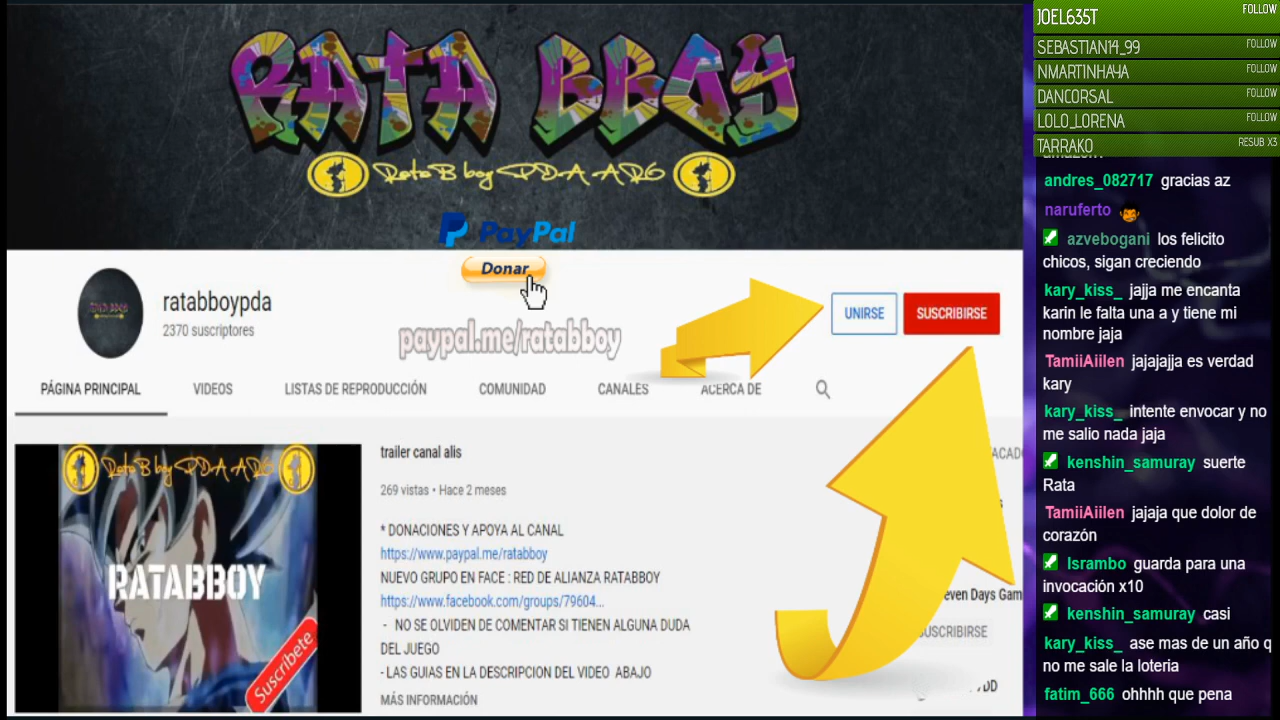 RATA BBOY
RataB boy PDA ARG
PayPal
Donar
ratabboypda
2370 suscriptores
paypal.me/ratabboy
UNIRSE
SUSCRIBIRSE
PÁGINA PRINCIPAL
VIDEOS
LISTAS DE REPRODUCCIÓN
COMUNIDAD
CANALES
ACERCA DE
RataB boy PDA ARG
RATABBOY
Suscribete
trailer canal alis
269 vistas • Hace 2 meses
* DONACIONES Y APOYA AL CANAL
https://www.paypal.me/ratabboy
NUEVO GRUPO EN FACE : RED DE ALIANZA RATABBOY
https://www.facebook.com/groups/79604...
- NO SE OLVIDEN DE COMENTAR SI TIENEN ALGUNA DUDA
DEL JUEGO
- LAS GUIAS EN LA DESCRIPCION DEL VIDEO ABAJO
MÁS INFORMACIÓN
ACAD
even Days Gam
SUSCRIBIRSE
JOEL635T FOLLOW
SEBASTIAN14_99 FOLLOW
NMARTINHAYA FOLLOW
DANCORSAL FOLLOW
LOLO_LORENA FOLLOW
TARRAKO RESUB X3
andres_082717 gracias az
naruferto
azvebogani los felicito
chicos, sigan creciendo
kary_kiss_ jajja me encanta
karin le falta una a y tiene mi
nombre jaja
TamiiAiilen jajajajja es verdad
kary
kary_kiss_ intente envocar y no
me salio nada jaja
kenshin_samuray suerte
Rata
TamiiAiilen jajaja que dolor de
corazón
Isrambo guarda para una
invocación x10
kenshin_samuray casi
kary_kiss_ ase mas de un año q
no me sale la loteria
fatim_666 ohhhh que pena